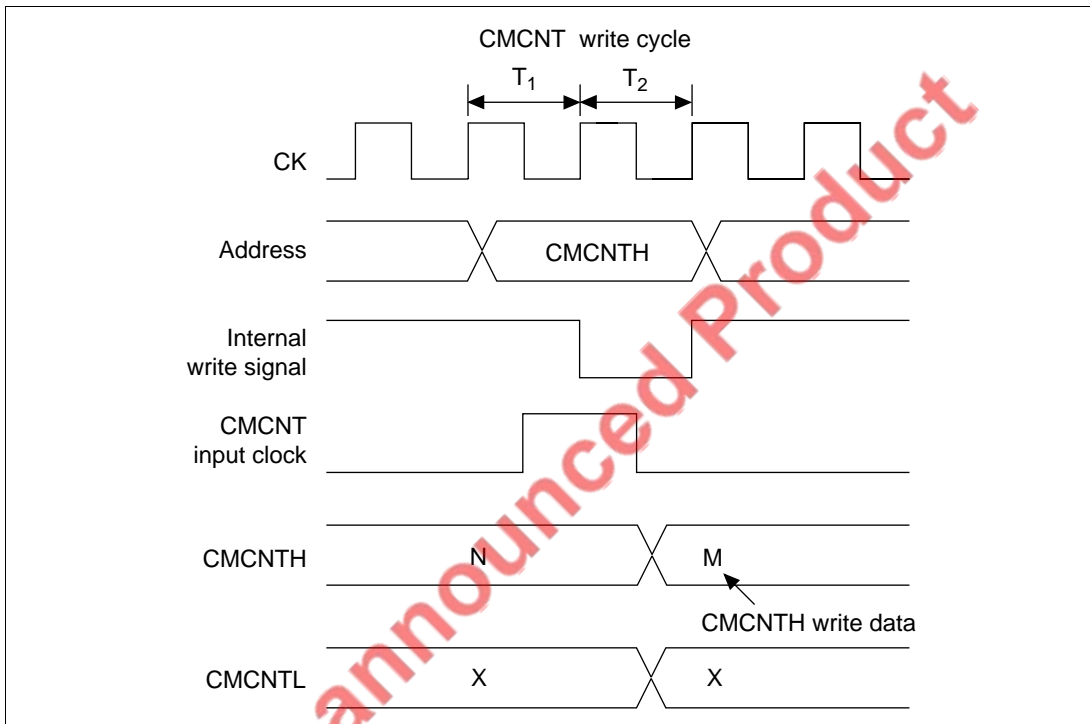 CMCNT write cycle
T1 T2
CK
Address CMCNTH
Internal
write signal
CMCNT
input clock
CMCNTH N M
CMCNTH write data
CMCNTL X X
announced Product